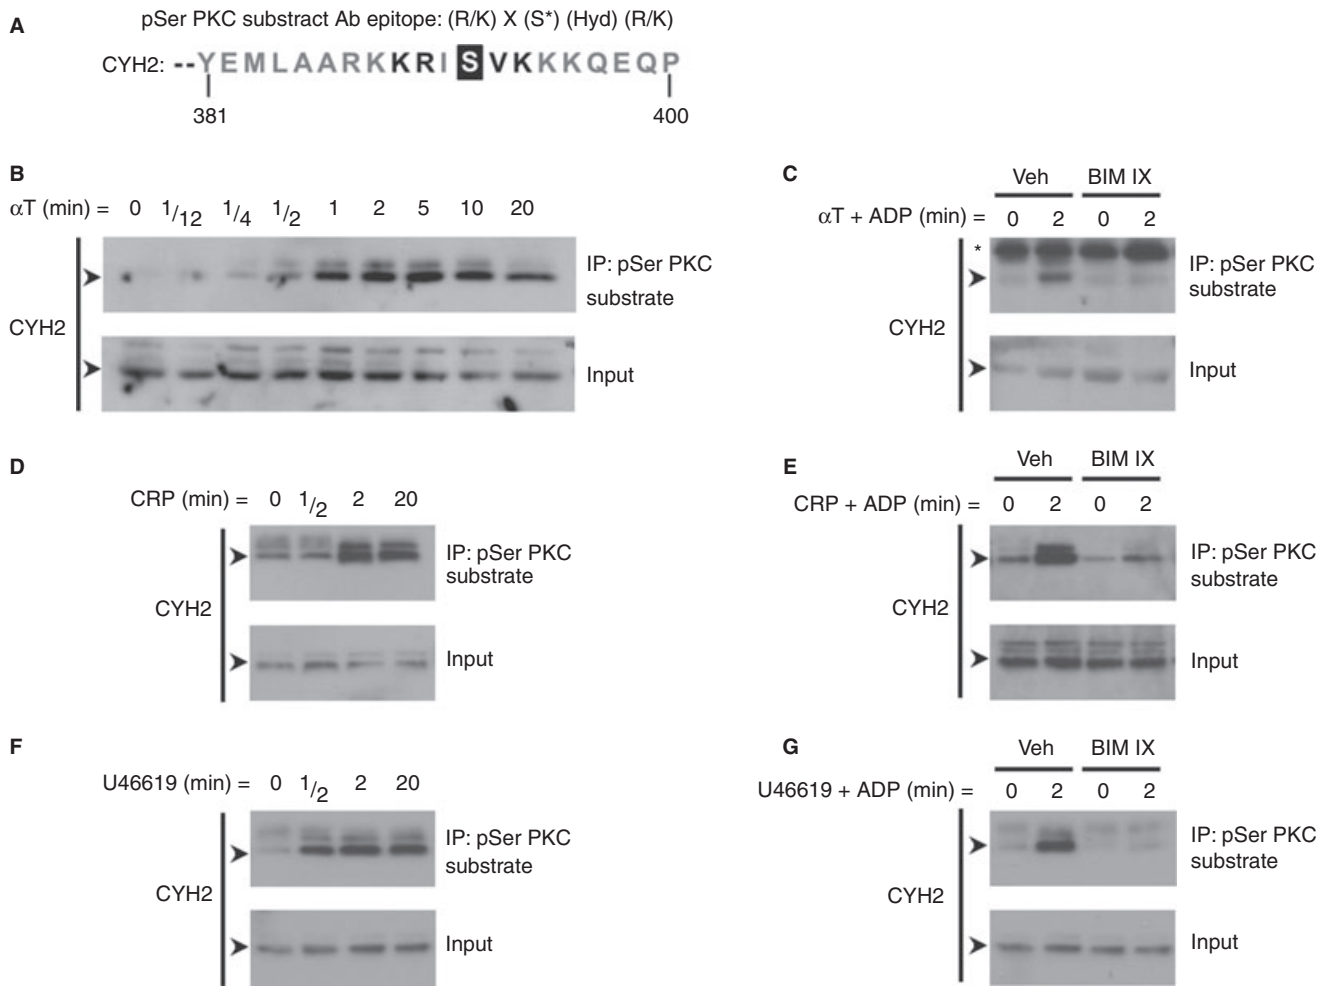 A
pSer PKC substract Ab epitope: (R/K) X (S*) (Hyd) (R/K)
CYH2: --YEMLAARKKRISVKKKKQEQP
381 400
B
αT (min) = 0 1/12 1/4 1/2 1 2 5 10 20
CYH2
IP: pSer PKC
substrate
Input
C
Veh BIM IX
αT + ADP (min) = 0 2 0 2
*
CYH2
IP: pSer PKC
substrate
Input
D
CRP (min) = 0 1/2 2 20
CYH2
IP: pSer PKC
substrate
Input
E
Veh BIM IX
CRP + ADP (min) = 0 2 0 2
CYH2
IP: pSer PKC
substrate
Input
F
U46619 (min) = 0 1/2 2 20
CYH2
IP: pSer PKC
substrate
Input
G
Veh BIM IX
U46619 + ADP (min) = 0 2 0 2
CYH2
IP: pSer PKC
substrate
Input